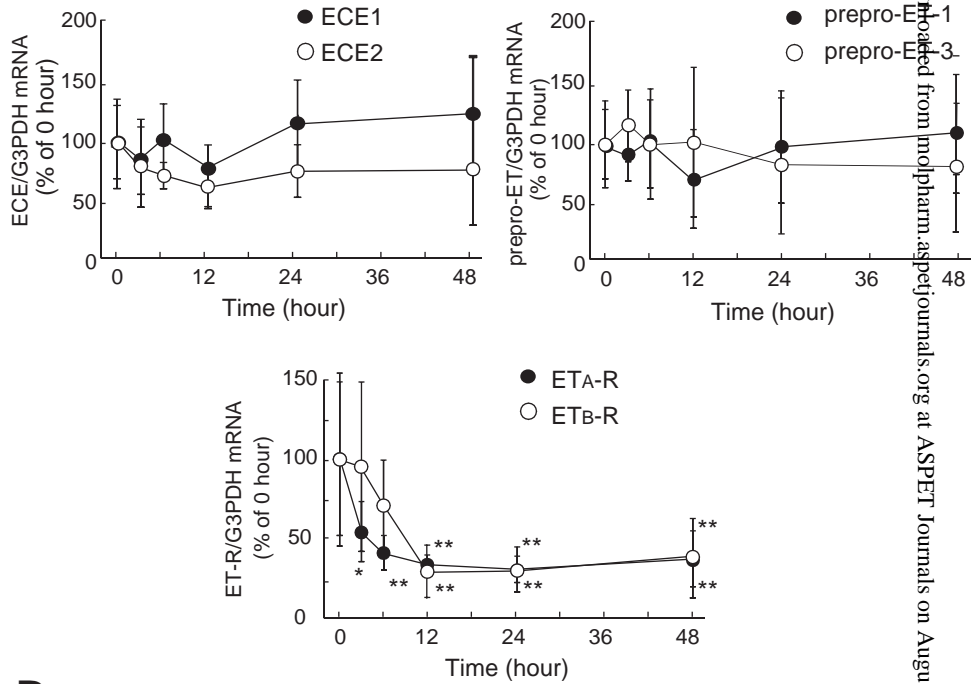 ECE1
ECE2
ECE/G3PDH mRNA
(% of 0 hour)
200
150
100
50
0
0 12 24 36 48
Time (hour)
prepro-ET-1
prepro-ET-3
prepro-ET/G3PDH mRNA
(% of 0 hour)
200
150
100
50
0
0 12 24 36 48
Time (hour)
ETA-R
ETB-R
ET-R/G3PDH mRNA
(% of 0 hour)
150
100
50
0
*
**
**
**
**
**
**
**
0 12 24 36 48
Time (hour)
nloaded from molpharm.aspetjournals.org at ASPET Journals on Augu